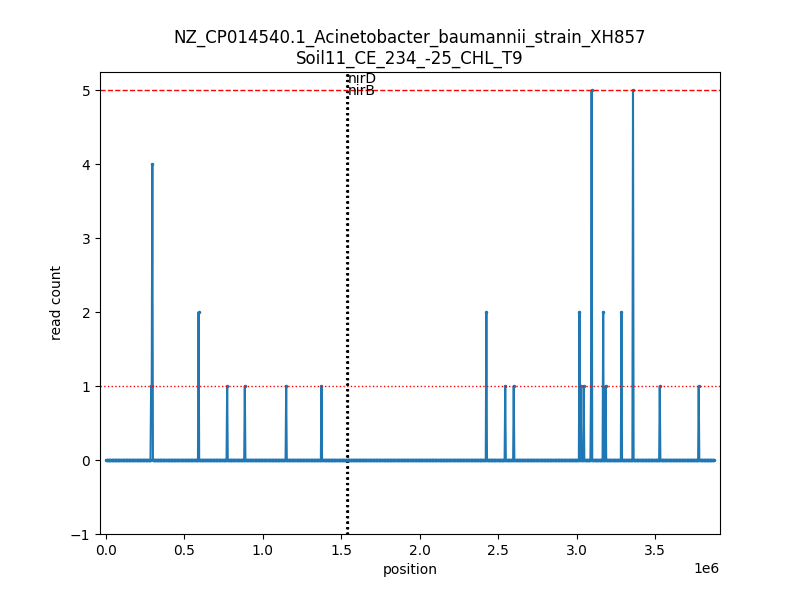 NZ_CP014540.1_Acinetobacter_baumannii_strain_XH857
Soil11_CE_234_-25_CHL_T9
nirD
nirB
5
4
3
2
1
0
−1
read count
0.0 0.5 1.0 1.5 2.0 2.5 3.0 3.5
1e6
position